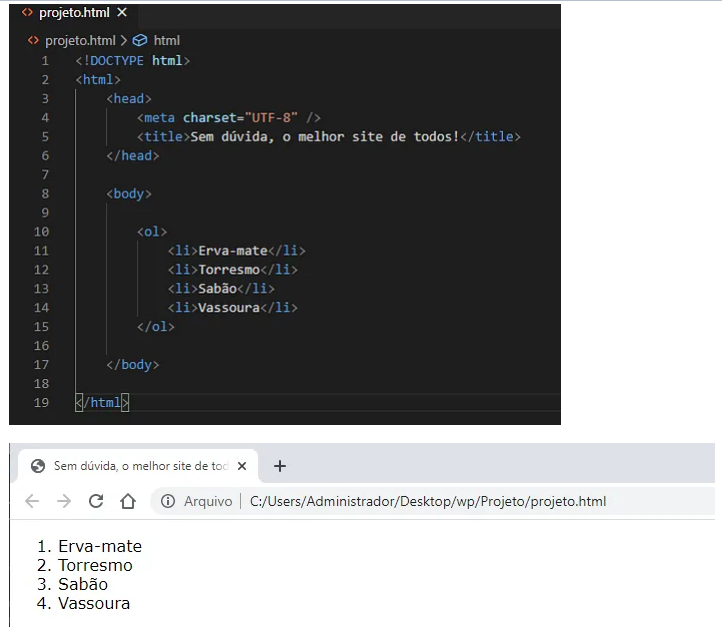 projeto.html
projeto.html > html
1 <!DOCTYPE html>
2 <html>
3 <head>
4 <meta charset="UTF-8" />
5 <title>Sem dúvida, o melhor site de todos!</title>
6 </head>
7
8 <body>
9
10 <ol>
11 <li>Erva-mate</li>
12 <li>Torresmo</li>
13 <li>Sabão</li>
14 <li>Vassoura</li>
15 </ol>
16
17 </body>
18
19 </html>
Sem dúvida, o melhor site de tod
Arquivo | C:/Users/Administrador/Desktop/wp/Projeto/projeto.html
1. Erva-mate
2. Torresmo
3. Sabão
4. Vassoura